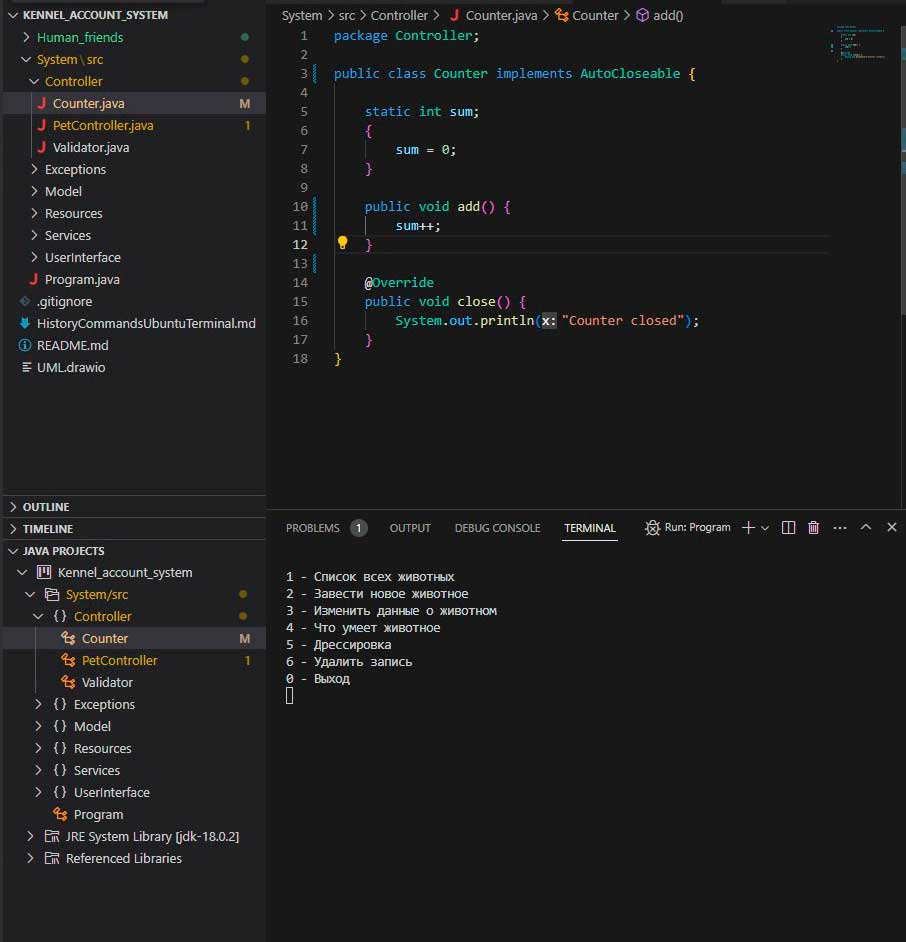 KENNEL_ACCOUNT_SYSTEM
Human_friends
System \ src
Controller
Counter.java M
PetController.java 1
Validator.java
Exceptions
Model
Resources
Services
UserInterface
Program.java
.gitignore
HistoryCommandsUbuntuTerminal.md
README.md
UML.drawio
OUTLINE
TIMELINE
JAVA PROJECTS
Kennel_account_system
System/src
{} Controller
Counter M
PetController 1
Validator
{} Exceptions
{} Model
{} Resources
{} Services
{} UserInterface
Program
JRE System Library [jdk-18.0.2]
Referenced Libraries
System > src > Controller > Counter.java > Counter > add()
1 package Controller;
2
3 public class Counter implements AutoCloseable {
4
5 static int sum;
6 {
7 sum = 0;
8 }
9
10 public void add() {
11 sum++;
12 }
13
14 @Override
15 public void close() {
16 System.out.println(x: "Counter closed");
17 }
18 }
PROBLEMS 1 OUTPUT DEBUG CONSOLE TERMINAL Run: Program
1 - Список всех животных
2 - Завести новое животное
3 - Изменить данные о животном
4 - Что умеет животное
5 - Дрессировка
6 - Удалить запись
0 - Выход